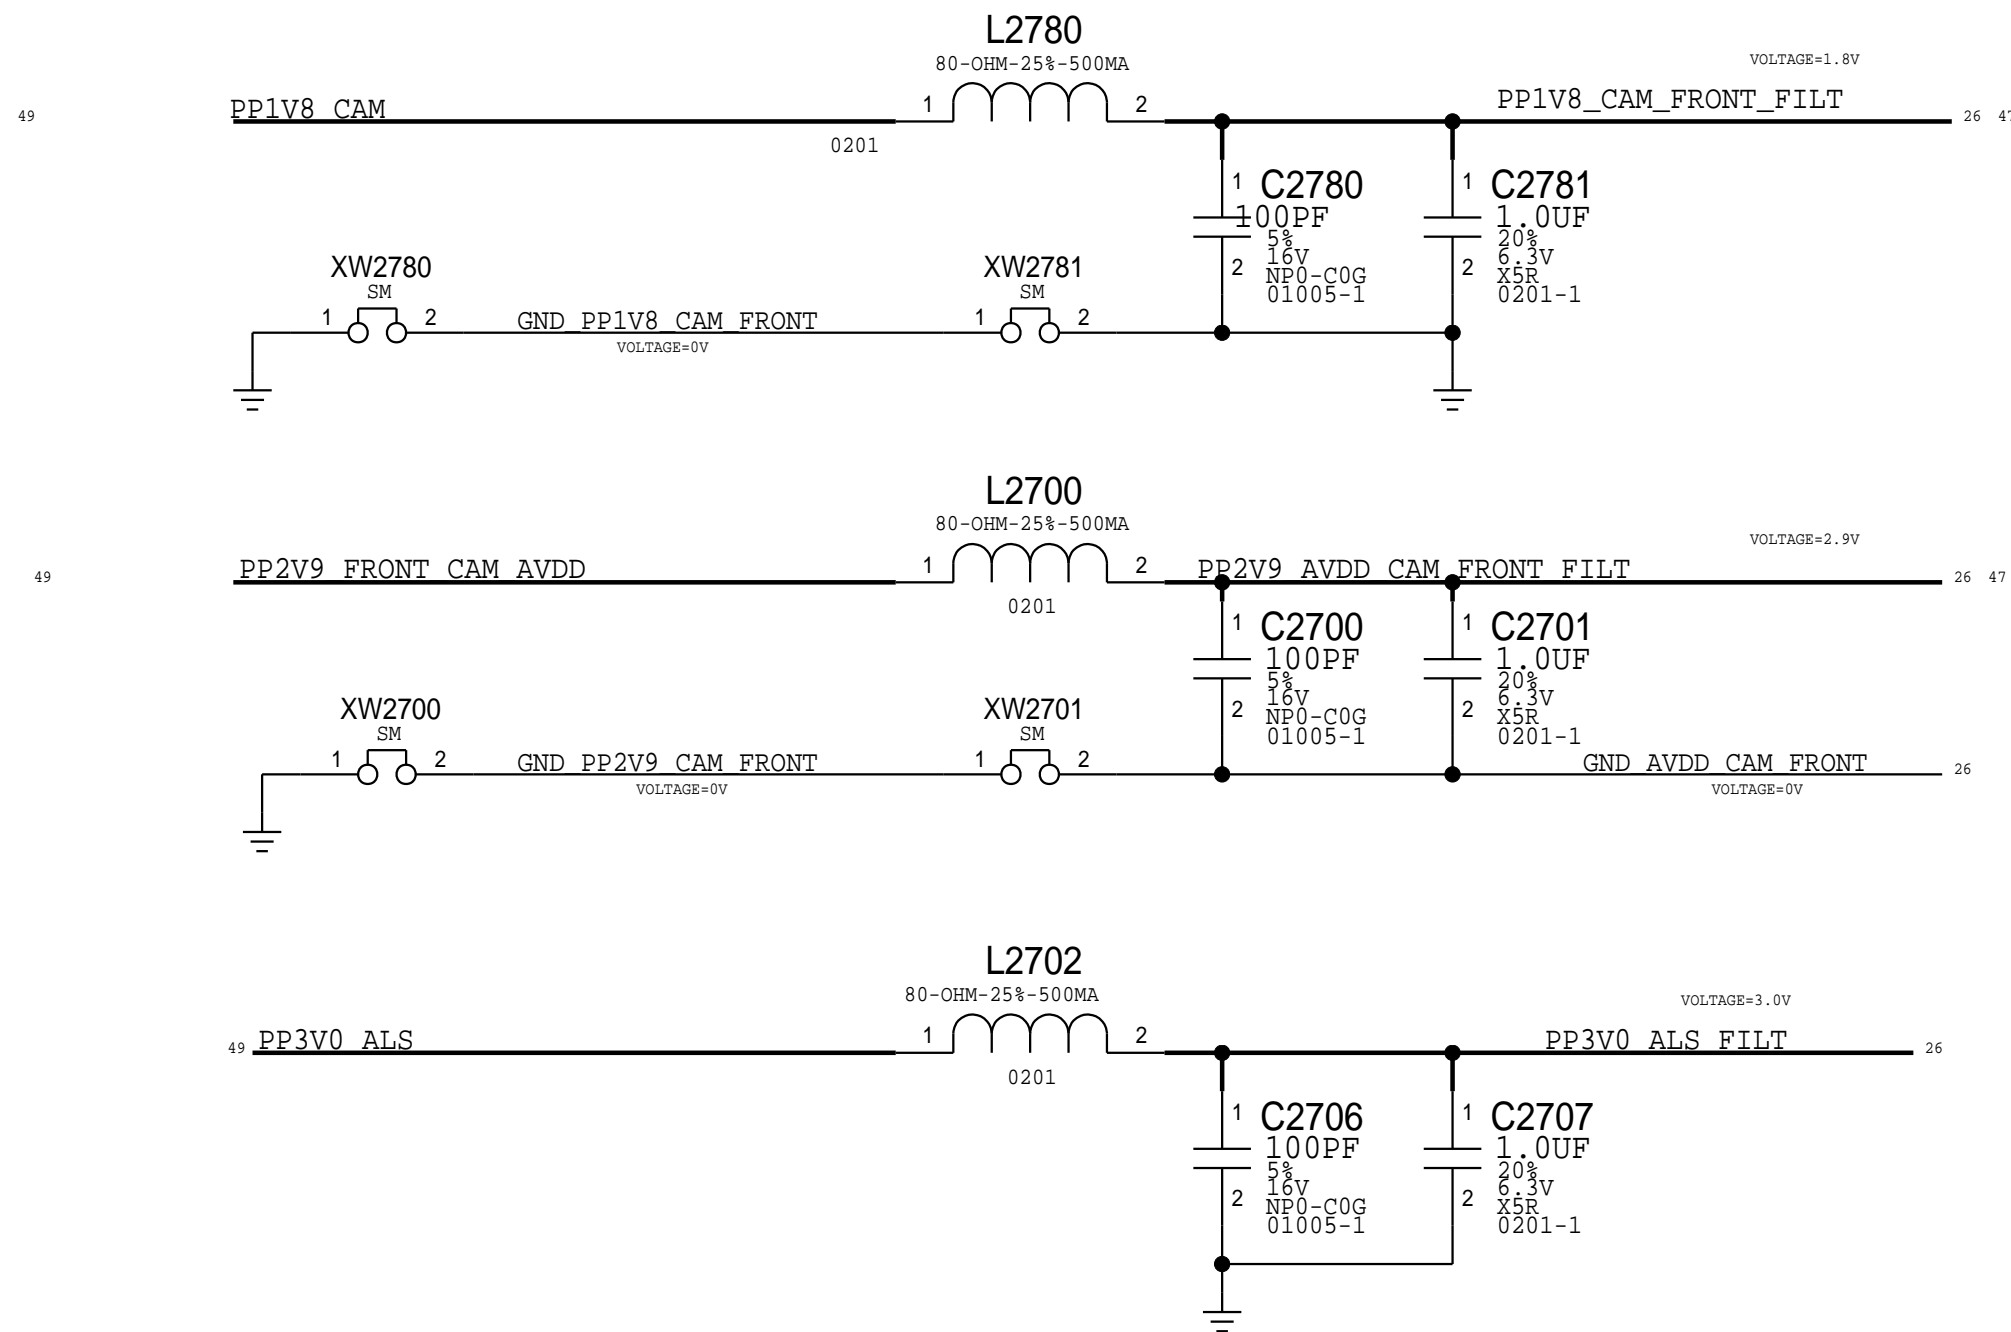 L2780
80-OHM-25%-500MA
VOLTAGE=1.8V
49 PP1V8_CAM 1 2 PP1V8_CAM_FRONT_FILT 26 47
0201
1 C2780 1 C2781
100PF 1.0UF
5% 20%
16V 6.3V
2 NP0-C0G 2 X5R
01005-1 0201-1
XW2780 XW2781
SM SM
1 2 GND_PP1V8_CAM_FRONT 1 2
VOLTAGE=0V
L2700
80-OHM-25%-500MA
VOLTAGE=2.9V
49 PP2V9_FRONT_CAM_AVDD 1 2 PP2V9_AVDD_CAM_FRONT_FILT 26 47
0201
1 C2700 1 C2701
100PF 1.0UF
5% 20%
16V 6.3V
2 NP0-C0G 2 X5R
01005-1 0201-1
XW2700 XW2701
SM SM
1 2 GND_PP2V9_CAM_FRONT 1 2 GND_AVDD_CAM_FRONT 26
VOLTAGE=0V VOLTAGE=0V
L2702
80-OHM-25%-500MA
VOLTAGE=3.0V
49 PP3V0_ALS 1 2 PP3V0_ALS_FILT 26
0201
1 C2706 1 C2707
100PF 1.0UF
5% 20%
16V 6.3V
2 NP0-C0G 2 X5R
01005-1 0201-1